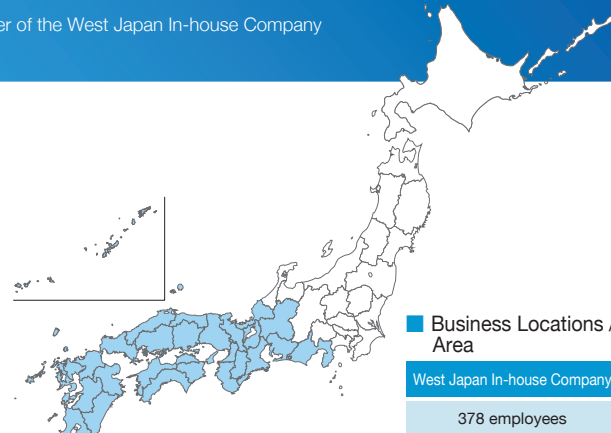 er of the West Japan In-house Company
Business Locations
Area
West Japan In-house Company
378 employees